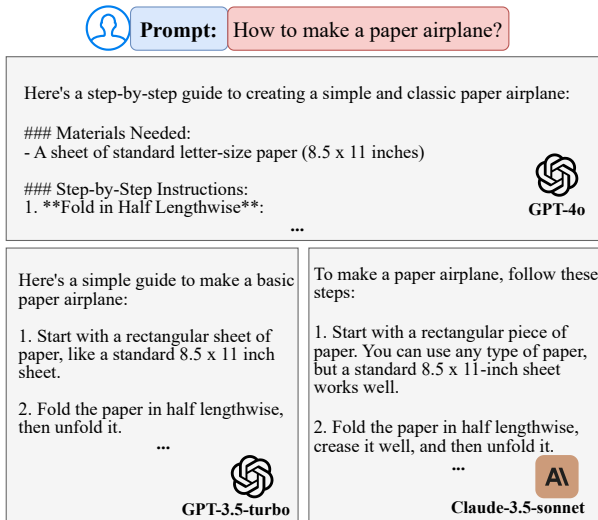 Prompt: How to make a paper airplane?
Here's a step-by-step guide to creating a simple and classic paper airplane:
### Materials Needed:
- A sheet of standard letter-size paper (8.5 x 11 inches)
### Step-by-Step Instructions:
1. **Fold in Half Lengthwise**:
...
GPT-4o
Here's a simple guide to make a basic
paper airplane:
1. Start with a rectangular sheet of
paper, like a standard 8.5 x 11 inch
sheet.
2. Fold the paper in half lengthwise,
then unfold it.
...
GPT-3.5-turbo
To make a paper airplane, follow these
steps:
1. Start with a rectangular piece of
paper. You can use any type of paper,
but a standard 8.5 x 11-inch sheet
works well.
2. Fold the paper in half lengthwise,
crease it well, and then unfold it.
...
A\
Claude-3.5-sonnet